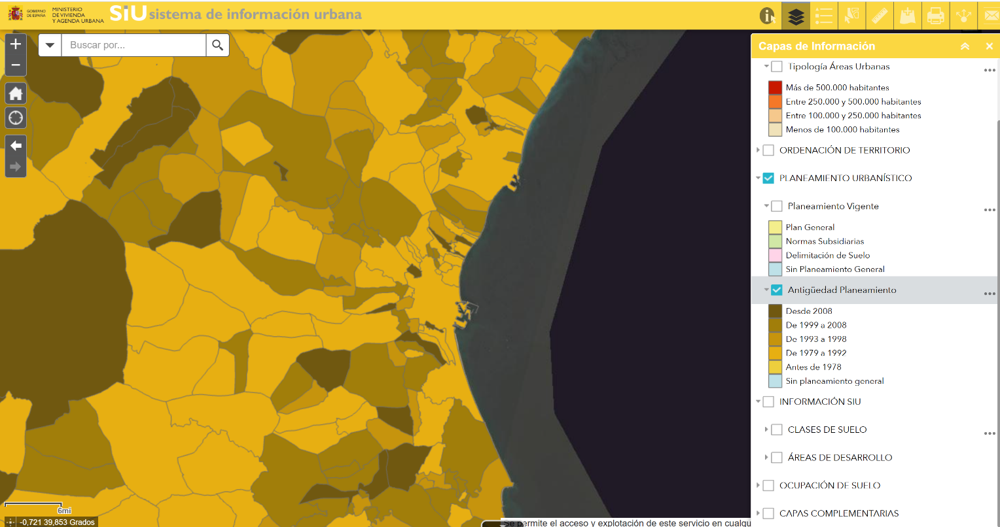 GOBIERNO
DE ESPAÑA
MINISTERIO
DE VIVIENDA
Y AGENDA URBANA
SiU sistema de información urbana
Buscar por...
Capas de Información
Tipología Áreas Urbanas
Más de 500.000 habitantes
Entre 250.000 y 500.000 habitantes
Entre 100.000 y 250.000 habitantes
Menos de 100.000 habitantes
ORDENACIÓN DE TERRITORIO
PLANEAMIENTO URBANÍSTICO
Planeamiento Vigente
Plan General
Normas Subsidiarias
Delimitación de Suelo
Sin Planeamiento General
Antigüedad Planeamiento
Desde 2008
De 1999 a 2008
De 1993 a 1998
De 1979 a 1992
Antes de 1978
Sin planeamiento general
INFORMACIÓN SIU
CLASES DE SUELO
ÁREAS DE DESARROLLO
OCUPACIÓN DE SUELO
CAPAS COMPLEMENTARIAS
6mi
-0,721 39,853 Grados
Se permite el acceso y explotación de este servicio en cualqu